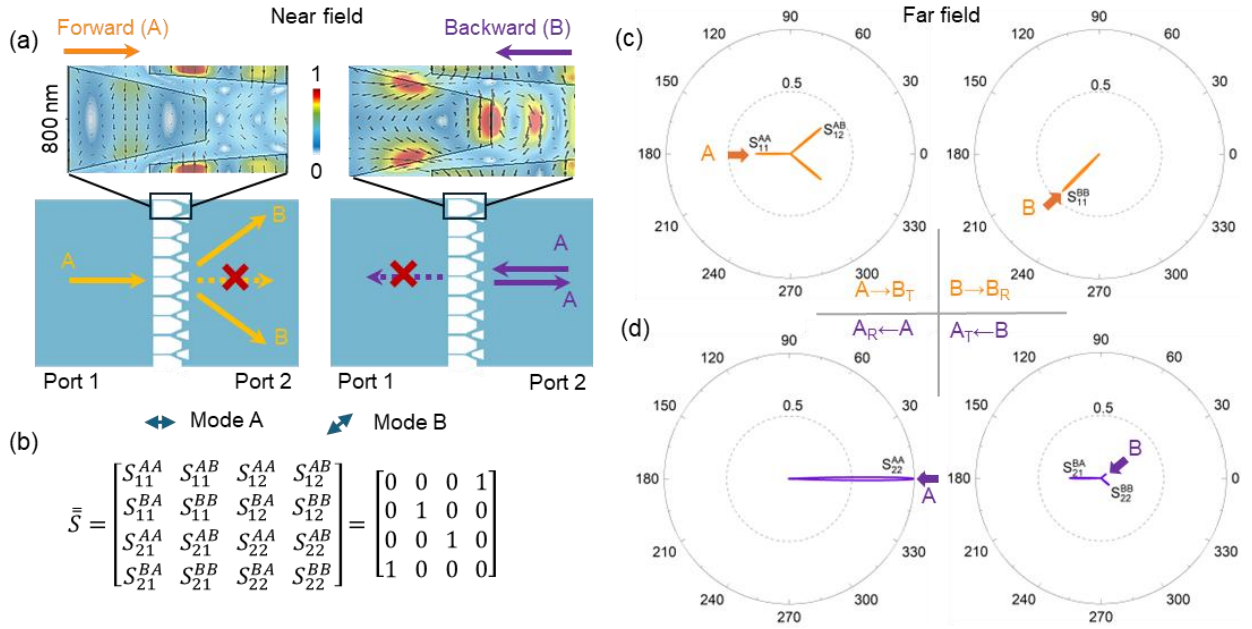 Near field
(a)
Forward (A)
Backward (B)
800 nm
1
0
A
B
B
A
A
Port 1
Port 2
Port 1
Port 2
Mode A
Mode B
(b)
S̿ = [S₁₁ᴬᴬ S₁₁ᴬᴮ S₁₂ᴬᴬ S₁₂ᴬᴮ] = [0 0 0 1]
[S₁₁ᴮᴬ S₁₁ᴮᴮ S₁₂ᴮᴬ S₁₂ᴮᴮ] [0 1 0 0]
[S₂₁ᴬᴬ S₂₁ᴬᴮ S₂₂ᴬᴬ S₂₂ᴬᴮ] [0 0 1 0]
[S₂₁ᴮᴬ S₂₁ᴮᴮ S₂₂ᴮᴬ S₂₂ᴮᴮ] [1 0 0 0]
Far field
(c)
90
120 60
150 30
0.5
S₁₂ᴬᴮ
A S₁₁ᴬᴬ
180 0
210 330
240 300
270
90
120 60
150 30
0.5
180 0
S₁₁ᴮᴮ
B
210 330
240 300
270
A→B_T
B→B_R
A_R←A
A_T←B
(d)
90
120 60
150 30
0.5
S₂₂ᴬᴬ
180 0
A
210 330
240 300
270
90
120 60
150 30
0.5
B
S₂₁ᴮᴬ
180 0
S₂₂ᴮᴮ
210 330
240 300
270